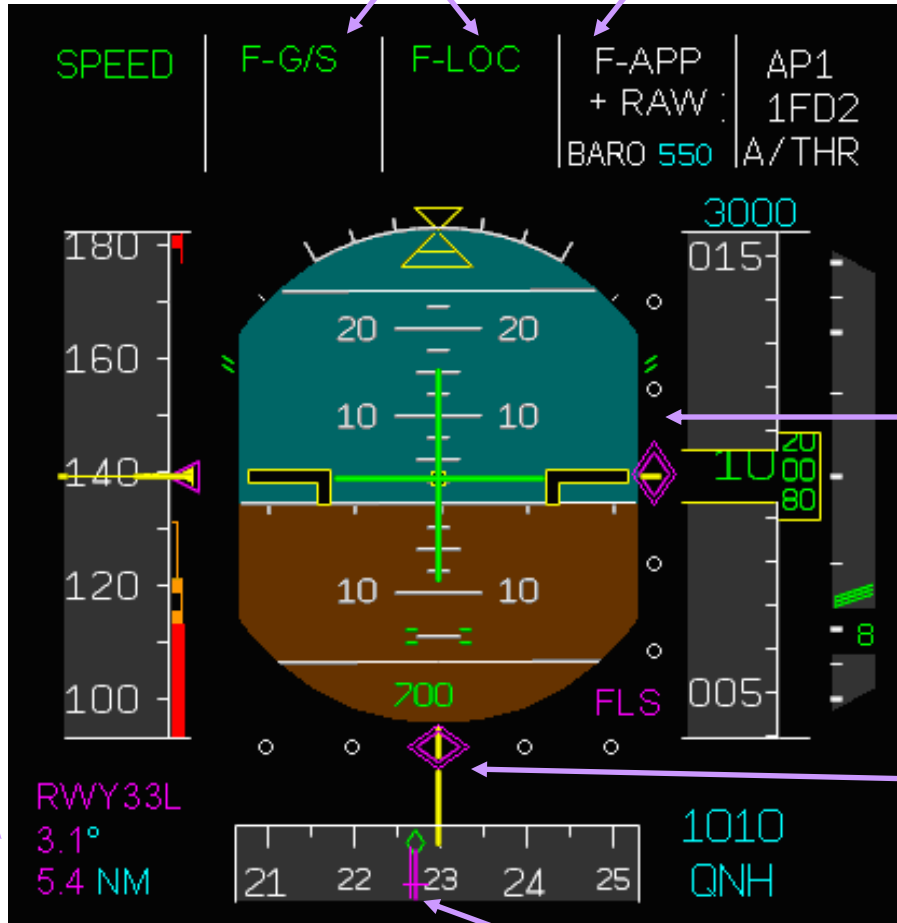 SPEED
F-G/S
F-LOC
F-APP
+ RAW
BARO 550
AP1
1FD2
A/THR
3000
180
160
140
120
100
20 20
10 10
10 10
015
10
20
00
80
005
8
700
FLS
RWY33L
3.1°
5.4 NM
21 22 23 24 25
1010
QNH